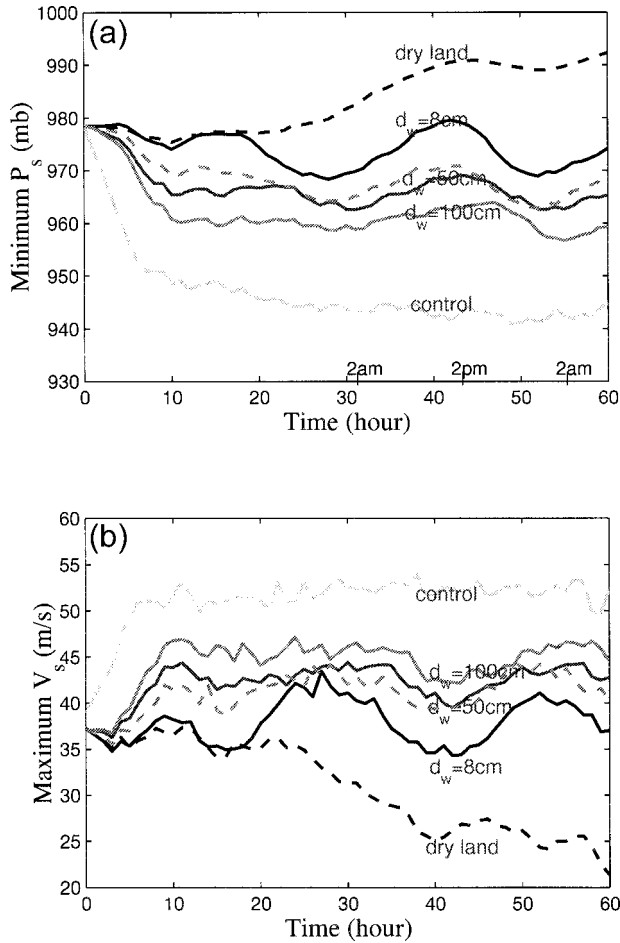 (a)
1000
990
980
970
960
950
940
930
Minimum P_s (mb)
dry land
d_w=8cm
d_w=50cm
d_w=100cm
control
2am 2pm 2am
0 10 20 30 40 50 60
Time (hour)
(b)
60
55
50
45
40
35
30
25
20
Maximum V_s (m/s)
control
d_w=100cm
d_w=50cm
d_w=8cm
dry land
0 10 20 30 40 50 60
Time (hour)